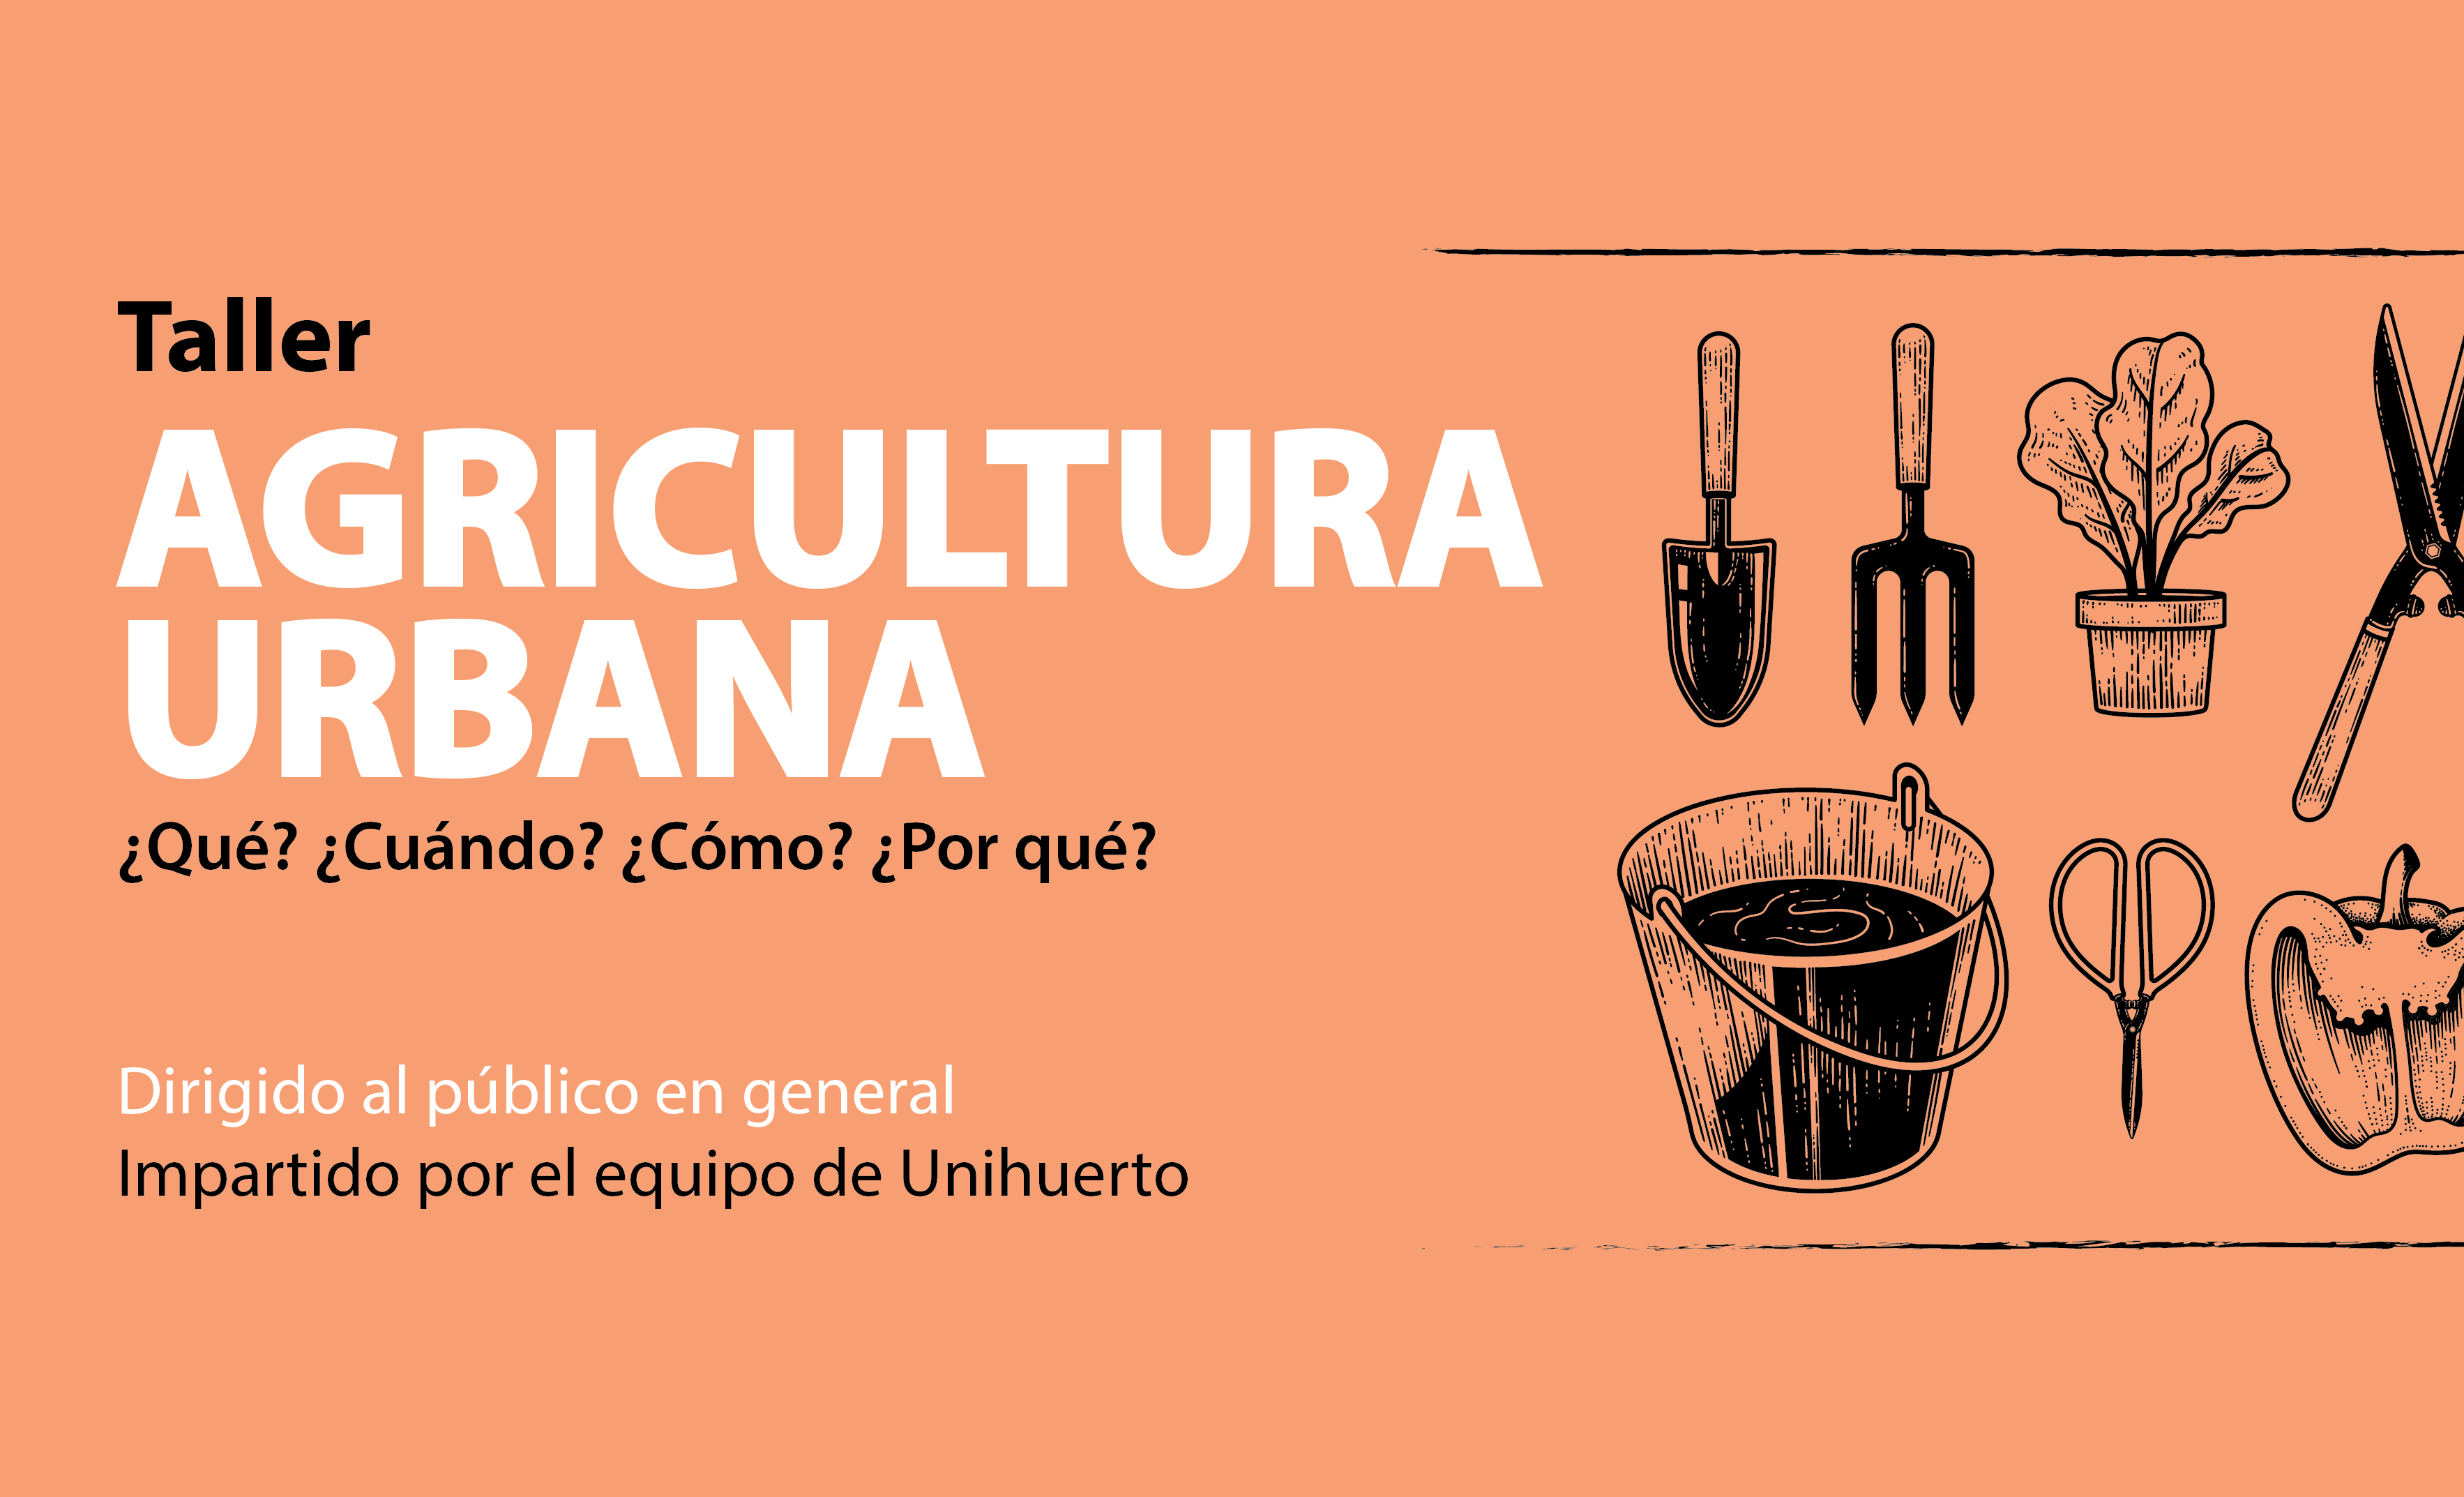 Taller
AGRICULTURA
URBANA
¿Qué? ¿Cuándo? ¿Cómo? ¿Por qué?
Dirigido al público en general
Impartido por el equipo de Unihuerto